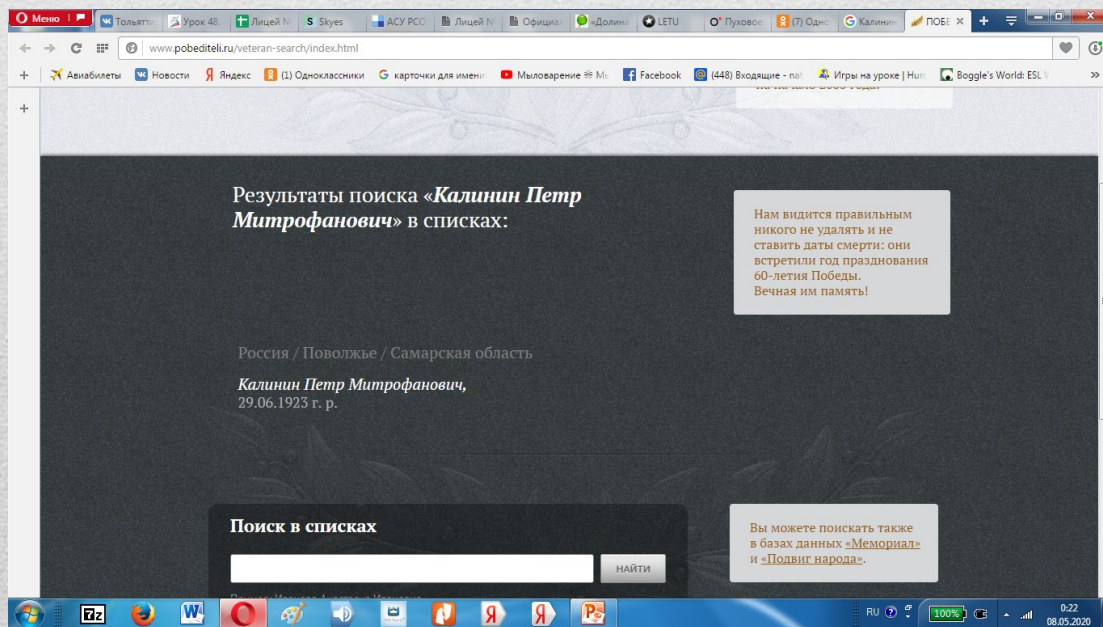 Меню
Тольятти
Урок 48.
Лицей №
Skyes
АСУ РСО
Лицей №
Официал
«Долина
LETU
Пуховое
(7) Одно
Калинин
ПОБЕ
www.pobediteli.ru/veteran-search/index.html
Авиабилеты
Новости
Яндекс
(1) Одноклассники
карточки для имени
Мыловарение
Facebook
(448) Входящие - nat
Игры на уроке | Hun
Boggle's World: ESL
Результаты поиска «Калинин Петр
Митрофанович» в списках:
Нам видится правильным
никого не удалять и не
ставить даты смерти: они
встретили год празднования
60-летия Победы.
Вечная им память!
Россия / Поволжье / Самарская область
Калинин Петр Митрофанович,
29.06.1923 г. р.
Поиск в списках
НАЙТИ
Вы можете поискать также
в базах данных «Мемориал»
и «Подвиг народа».
RU
100%
0:22
08.05.2020